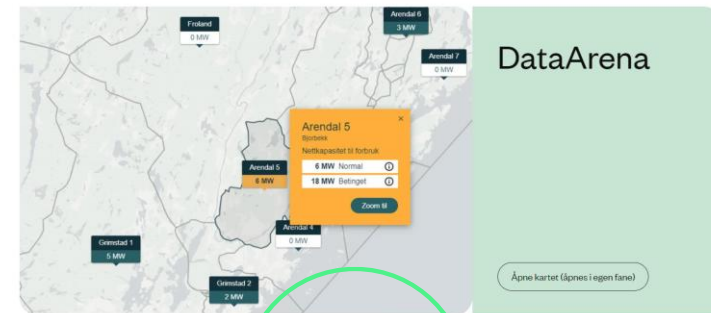 Froland
0 MW
Arendal 6
3 MW
Arendal 7
0 MW
DataArena
×
Arendal 5
Bjorbekk
Nettkapasitet til forbruk
6 MW Normal
18 MW Betinget
Zoom til
Arendal 5
6 MW
Arendal 4
0 MW
Grimstad 1
5 MW
Grimstad 2
2 MW
Åpne kartet (åpnes i egen fane)